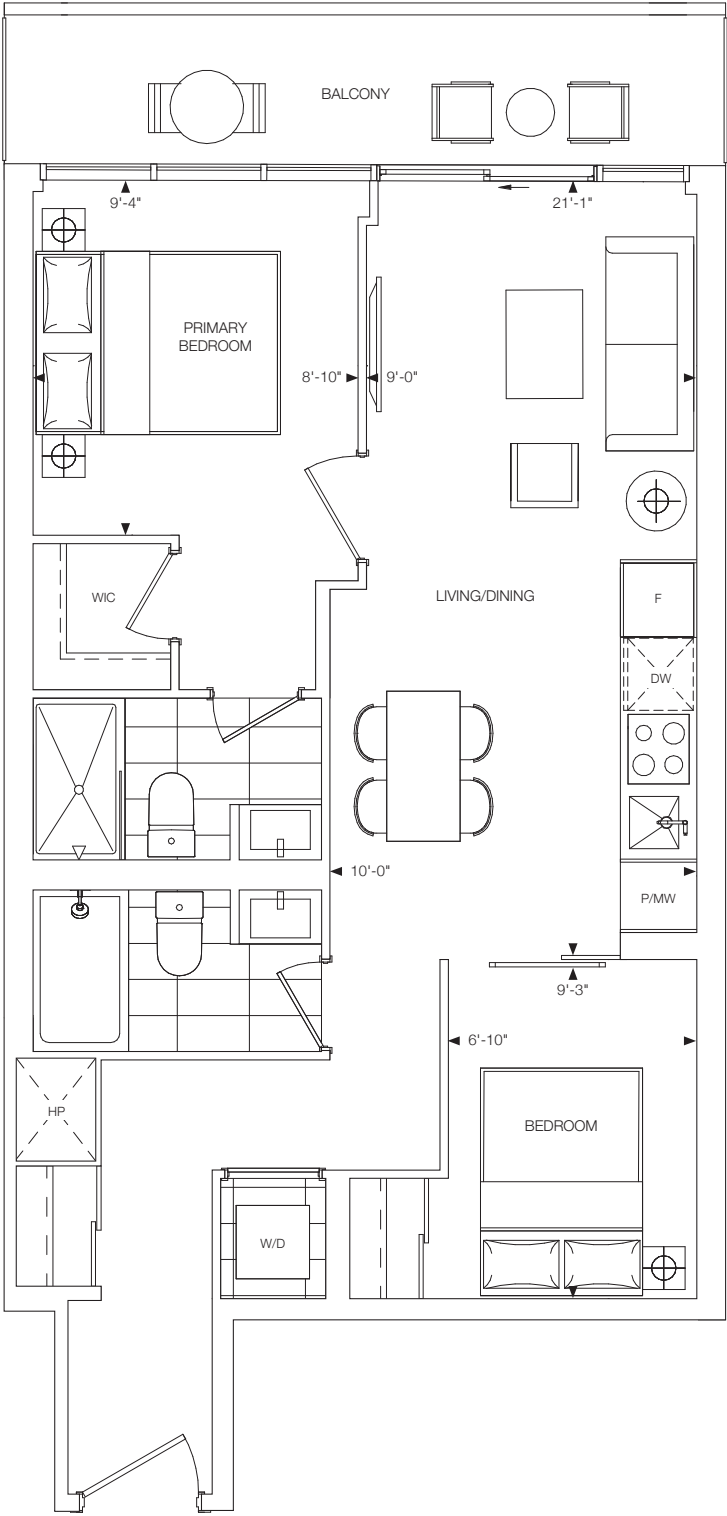 BALCONY
9'-4"
21'-1"
PRIMARY
BEDROOM
8'-10"
9'-0"
WIC
LIVING/DINING
F
DW
10'-0"
P/MW
9'-3"
6'-10"
HP
BEDROOM
W/D